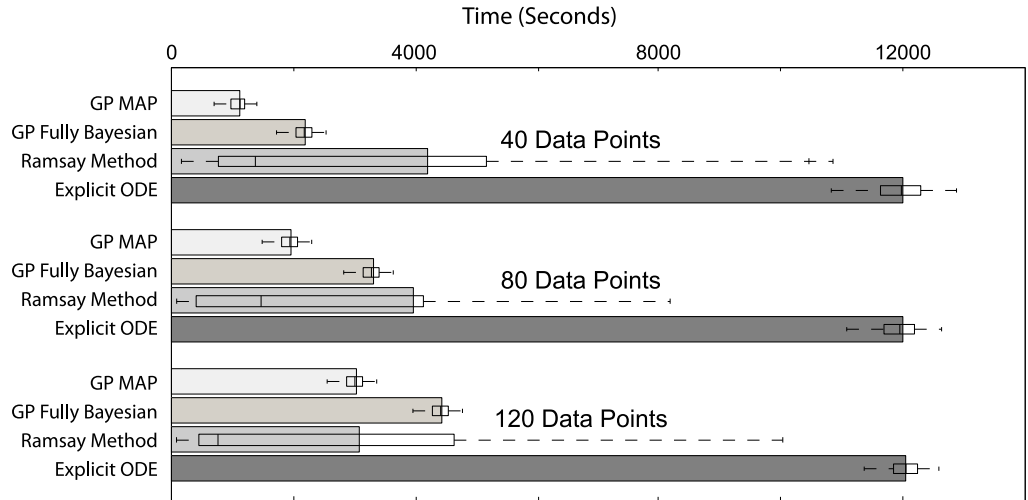 Time (Seconds)
0 4000 8000 12000
GP MAP
GP Fully Bayesian
40 Data Points
Ramsay Method
Explicit ODE
GP MAP
GP Fully Bayesian
80 Data Points
Ramsay Method
Explicit ODE
GP MAP
GP Fully Bayesian
120 Data Points
Ramsay Method
Explicit ODE